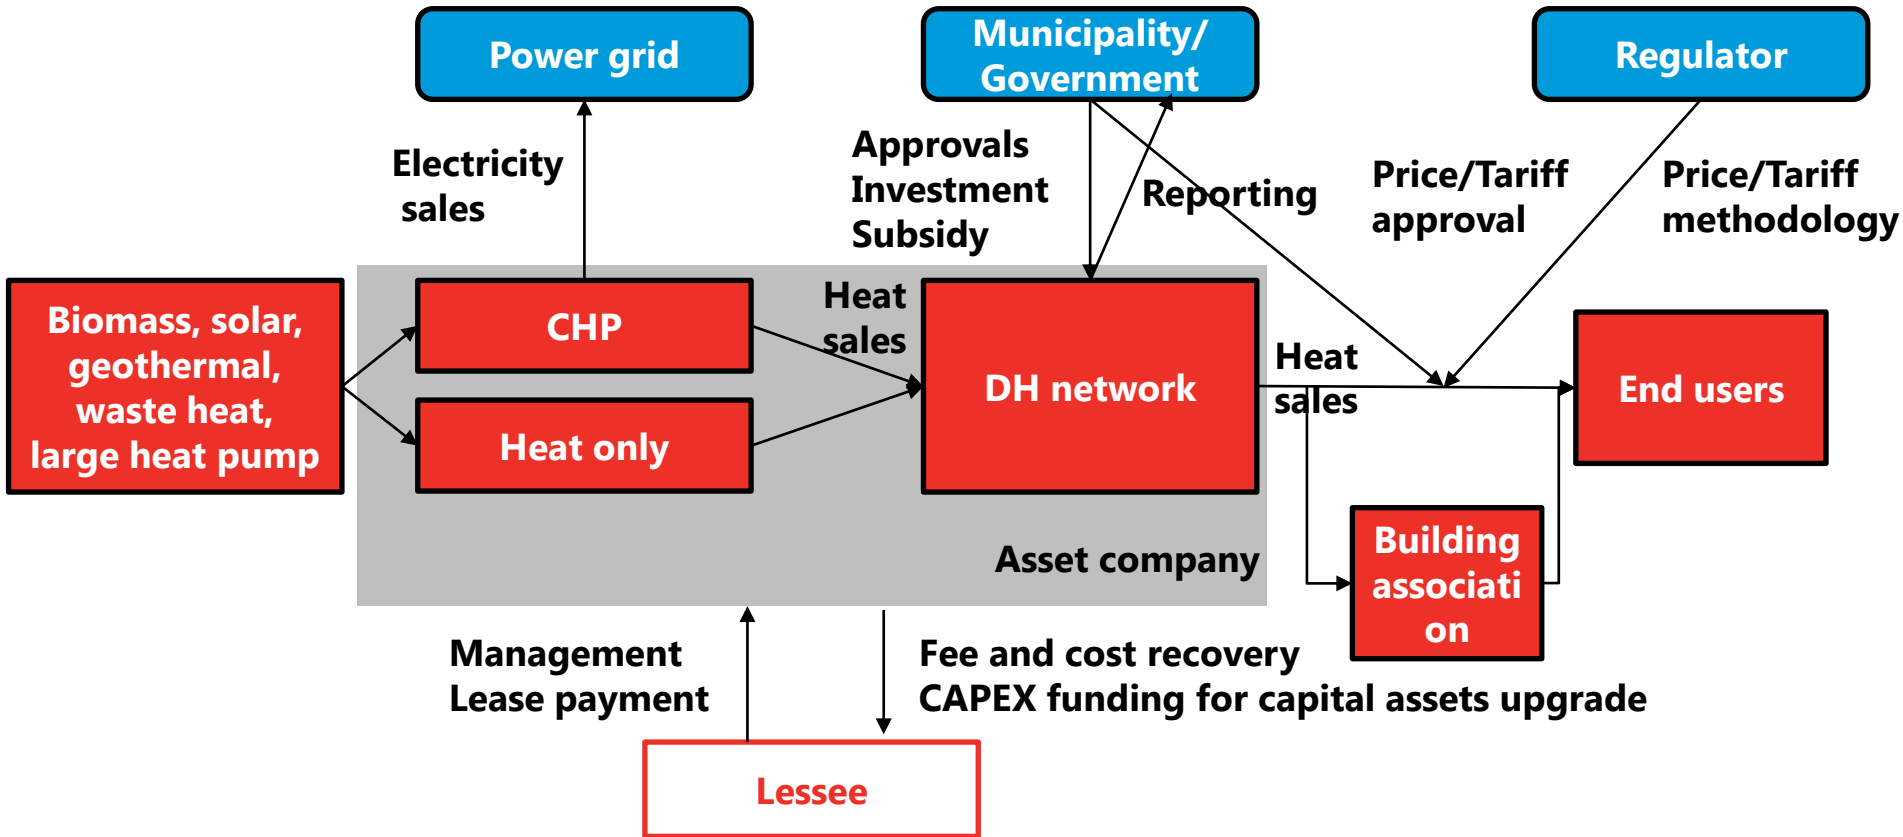 Power grid
Municipality/
Government
Regulator
Electricity
sales
Approvals
Investment
Subsidy
Reporting
Price/Tariff
approval
Price/Tariff
methodology
Biomass, solar,
geothermal,
waste heat,
large heat pump
CHP
Heat only
Heat
sales
DH network
Heat
sales
End users
Asset company
Building
associati
on
Management
Lease payment
Fee and cost recovery
CAPEX funding for capital assets upgrade
Lessee